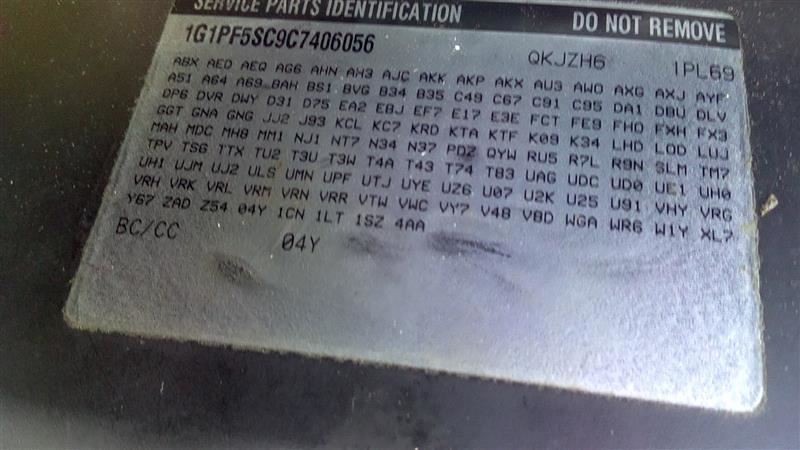 SERVICE PARTS IDENTIFICATION DO NOT REMOVE
1G1PF5SC9C7406056 QKJZH6 1PL69
ABX AED AEQ AG6 AHN AH3 AJC AKK AKP AKX AU3 AWO AXG AXJ AYF
A51 A64 A69 BAH BS1 BVG B34 B35 C49 C67 C91 C95 DA1 DBU DLV
DP6 DVR DWY D31 D75 EA2 EBJ EF7 E17 E3E FCT FE9 FHO FXH FX3
GGT GNA GNG JJ2 J93 KCL KC7 KRD KTA KTF K09 K34 LHD LOD LUJ
MAH MDC MH8 MM1 NJ1 NT7 N34 N37 PDZ QYW RU5 R7L R9N SLM TM7
TPV TSG TTX TU2 T3U T3W T4A T43 T74 T83 UAG UDC UD0 UE1 UH0
UH1 UJM UJ2 ULS UMN UPF UTJ UYE UZ6 U07 U2K U25 U91 VHY VRG
VRH VRK VRL VRM VRN VRR VTW VWC VY7 V48 V8D WGA WR6 W1Y XL7
Y67 ZAD Z54 04Y 1CN 1LT 1SZ 4AA
BC/CC 04Y